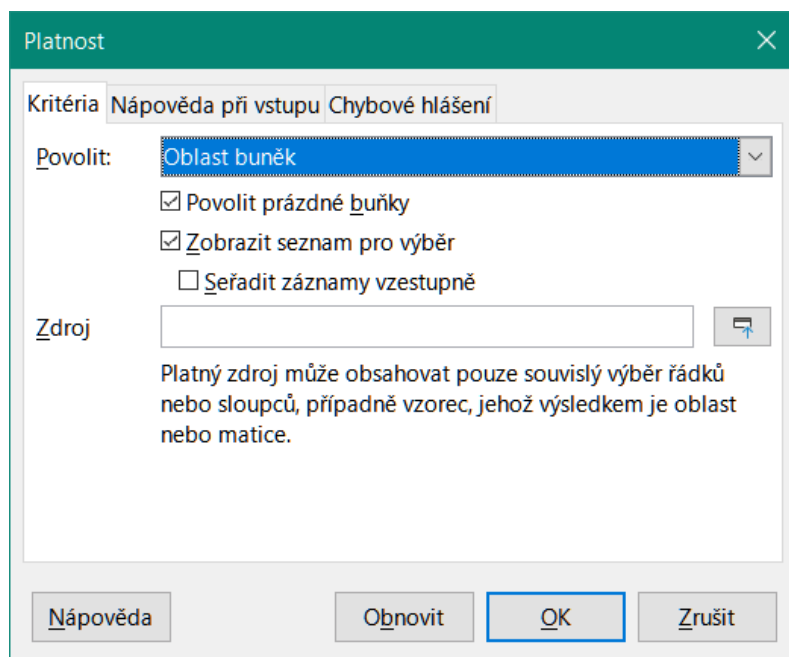 Platnost
Kritéria Nápověda při vstupu Chybové hlášení
Povolit: Oblast buněk
Povolit prázdné buňky
Zobrazit seznam pro výběr
Seřadit záznamy vzestupně
Zdroj
Platný zdroj může obsahovat pouze souvislý výběr řádků
nebo sloupců, případně vzorec, jehož výsledkem je oblast
nebo matice.
Nápověda Obnovit OK Zrušit